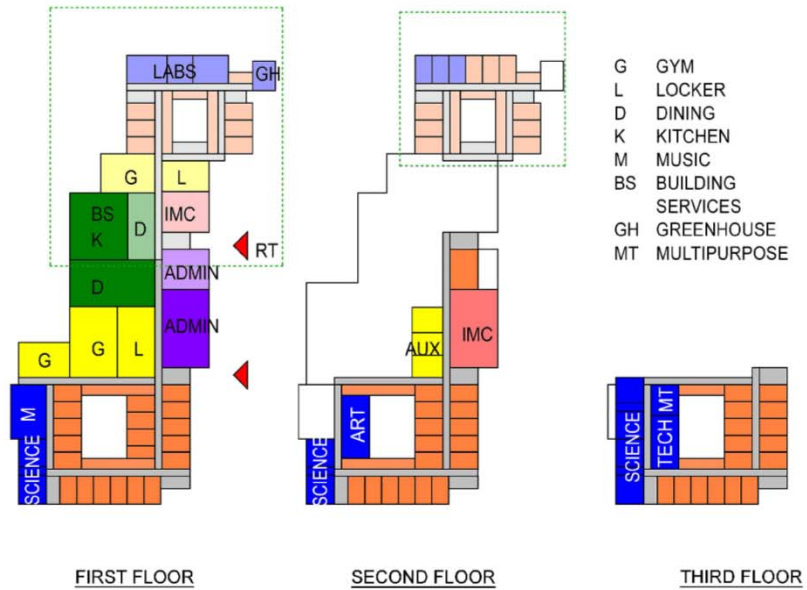 LABS
GH
G
L
BS
K
D
IMC
RT
D
ADMIN
ADMIN
G
G
L
M
SCIENCE
FIRST FLOOR
AUX
IMC
ART
SCIENCE
SECOND FLOOR
G GYM
L LOCKER
D DINING
K KITCHEN
M MUSIC
BS BUILDING
SERVICES
GH GREENHOUSE
MT MULTIPURPOSE
SCIENCE
TECH MT
THIRD FLOOR